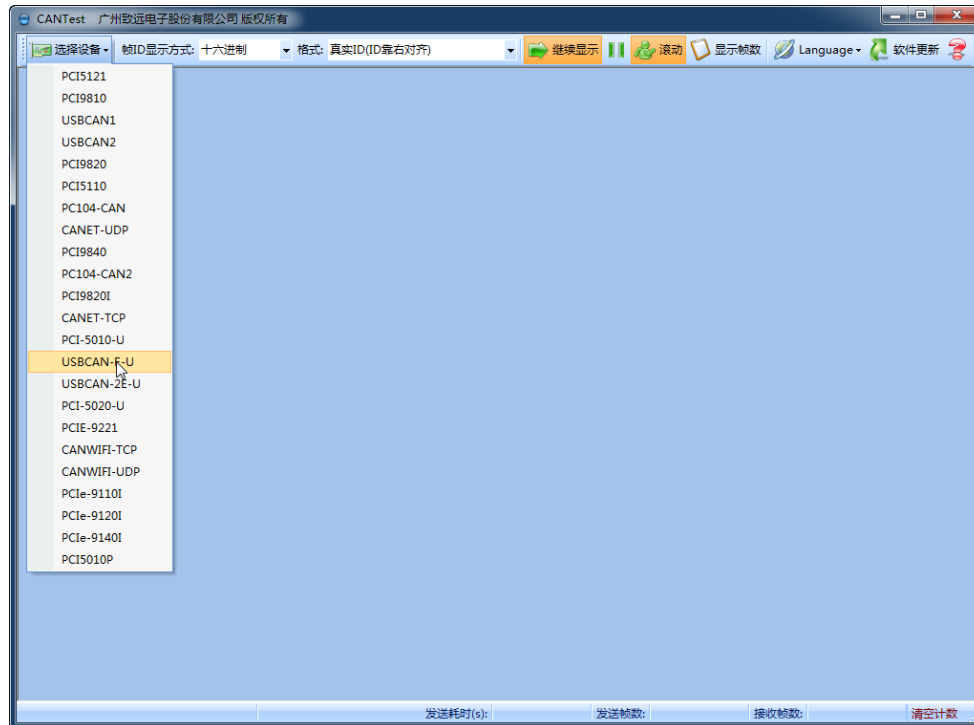 CANTest 广州致远电子股份有限公司 版权所有
选择设备 帧ID显示方式: 十六进制 格式: 真实ID(ID靠右对齐) 继续显示 滚动 显示帧数 Language 软件更新
PCI5121
PCI9810
USBCAN1
USBCAN2
PCI9820
PCI5110
PC104-CAN
CANET-UDP
PCI9840
PC104-CAN2
PCI9820I
CANET-TCP
PCI-5010-U
USBCAN-E-U
USBCAN-2E-U
PCI-5020-U
PCIE-9221
CANWIFI-TCP
CANWIFI-UDP
PCIe-9110I
PCIe-9120I
PCIe-9140I
PCI5010P
发送耗时(s): 发送帧数: 接收帧数: 清空计数